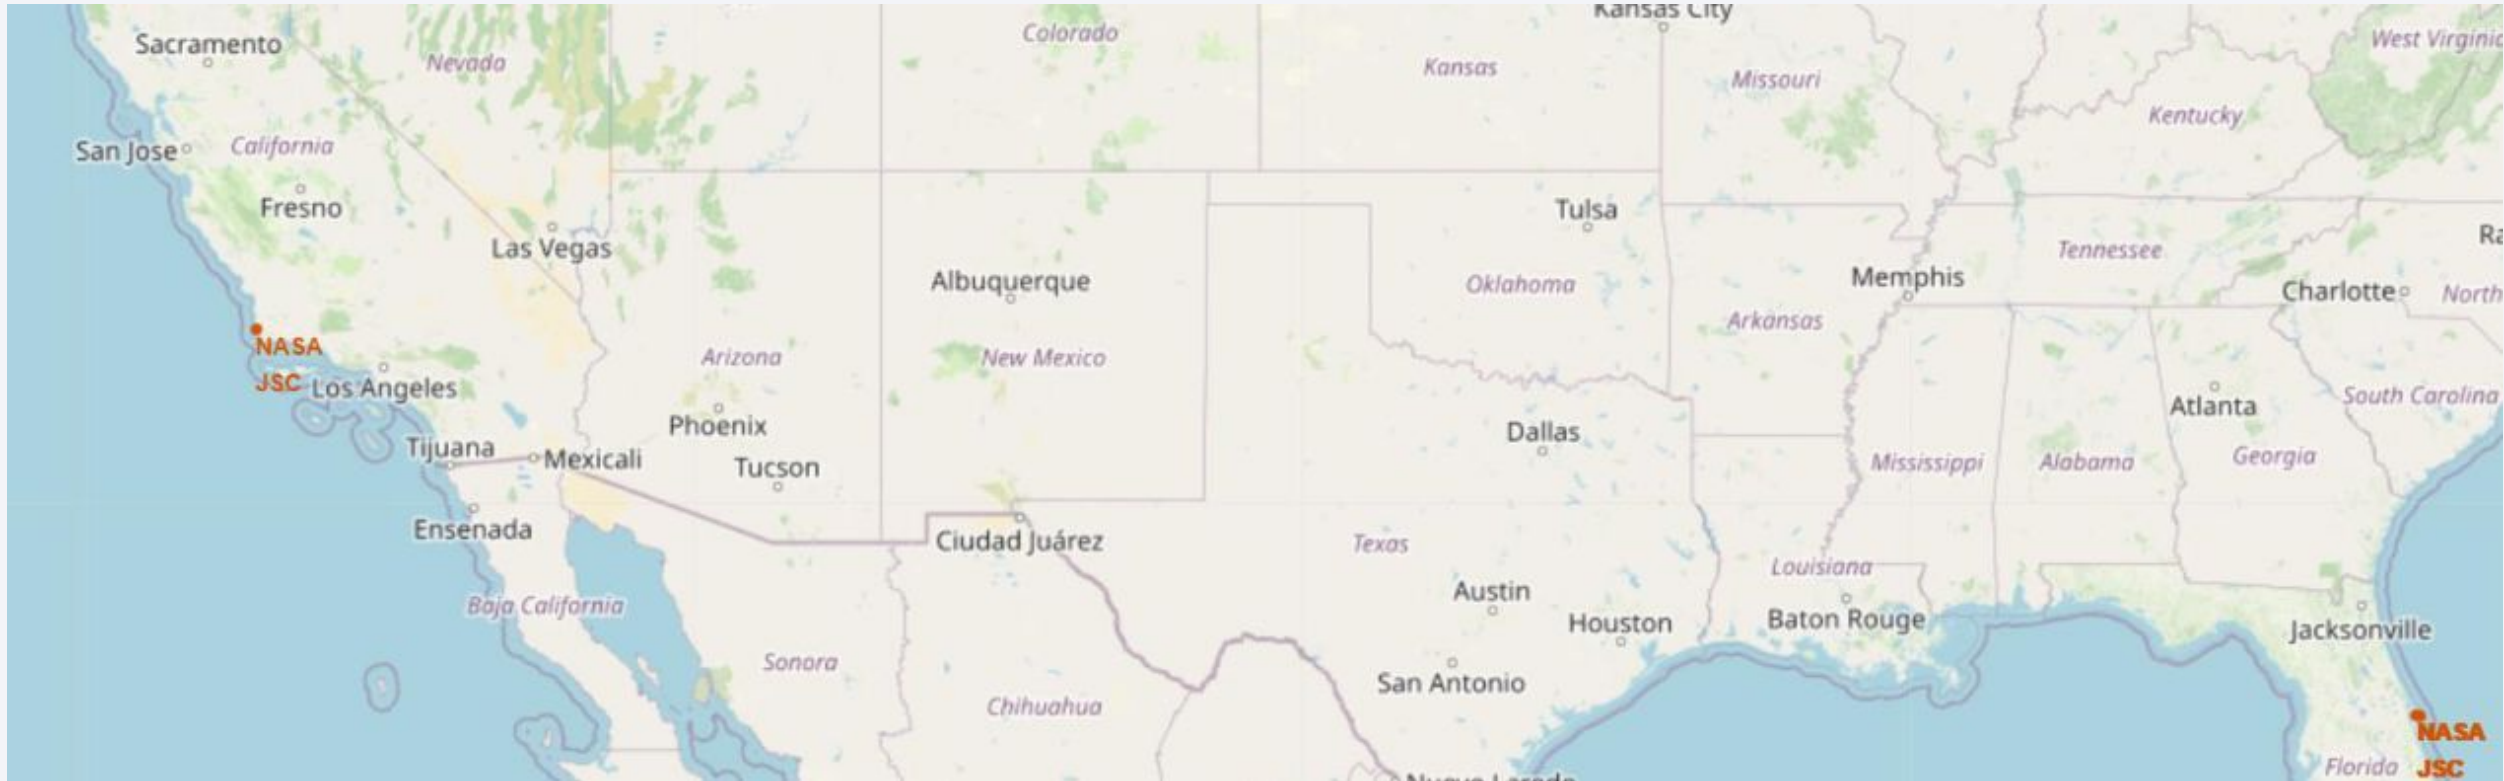 Kansas City
Colorado
West Virginia
Sacramento
Nevada
Kansas
Missouri
Kentucky
San Jose
California
Fresno
Tulsa
Las Vegas
Tennessee
Albuquerque
Oklahoma
Memphis
Charlotte
North
Arkansas
NASA
JSC
Los Angeles
Arizona
New Mexico
South Carolina
Atlanta
Phoenix
Dallas
Tijuana
Mexicali
Tucson
Mississippi
Alabama
Georgia
Ensenada
Ciudad Juárez
Texas
Louisiana
Austin
Baja California
Houston
Baton Rouge
Jacksonville
Sonora
San Antonio
Chihuahua
NASA
JSC
Florida